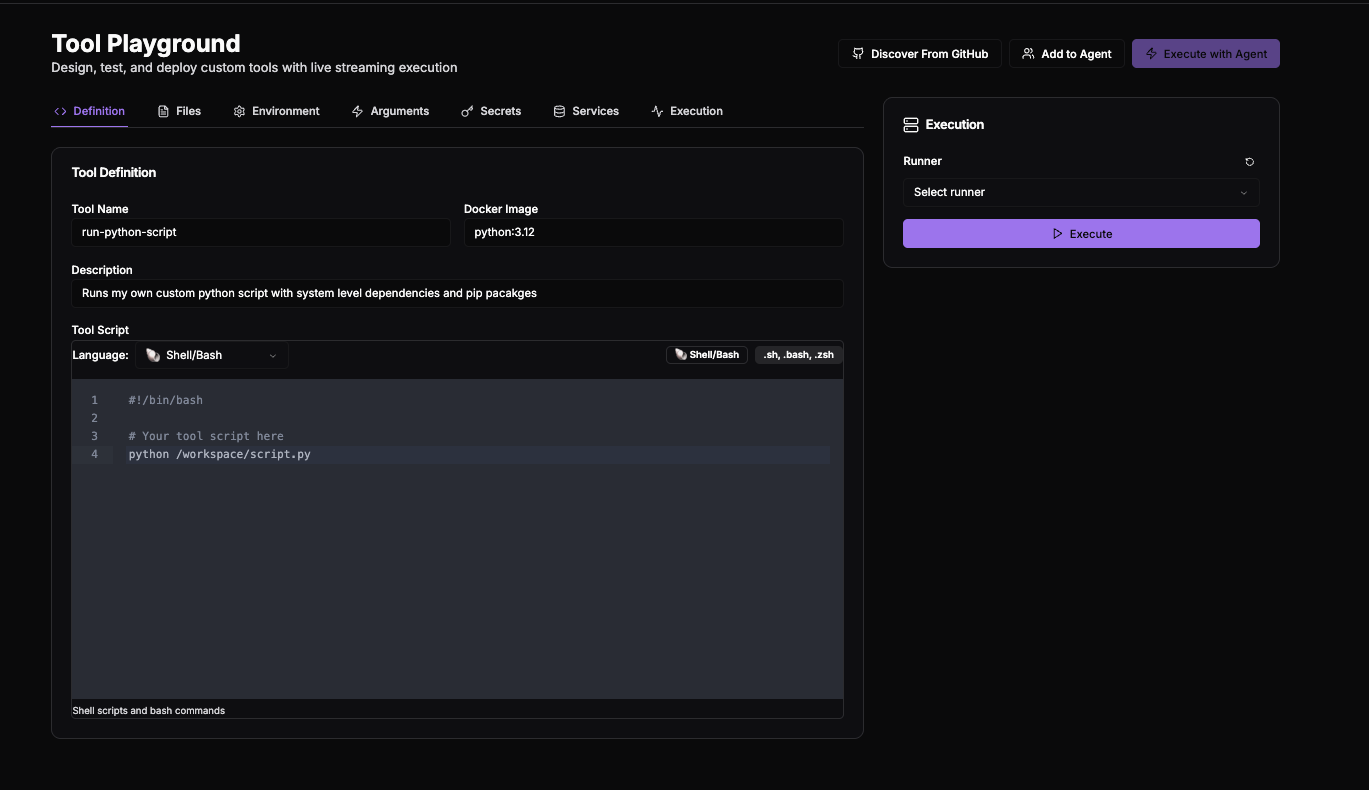 Tool Playground
Design, test, and deploy custom tools with live streaming execution
Discover From GitHub
Add to Agent
Execute with Agent
Definition
Files
Environment
Arguments
Secrets
Services
Execution
Tool Definition
Tool Name
Docker Image
run-python-script
python:3.12
Description
Runs my own custom python script with system level dependencies and pip pacakges
Tool Script
Language:
Shell/Bash
Shell/Bash
.sh, .bash, .zsh
1 #!/bin/bash
2
3 # Your tool script here
4 python /workspace/script.py
Shell scripts and bash commands
Execution
Runner
Select runner
Execute